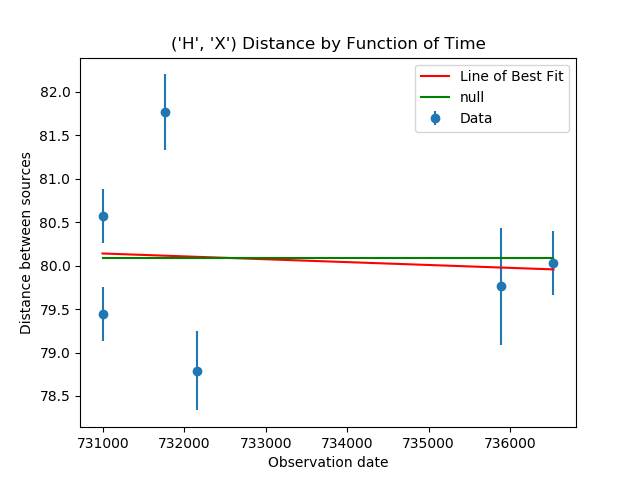 ('H', 'X') Distance by Function of Time
Line of Best Fit
null
Data
Distance between sources
82.0
81.5
81.0
80.5
80.0
79.5
79.0
78.5
731000 732000 733000 734000 735000 736000
Observation date